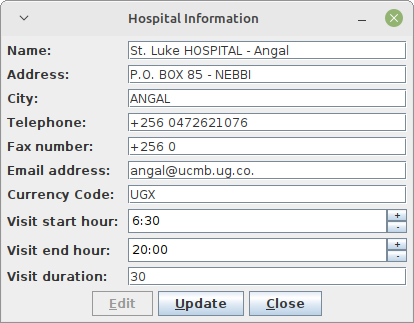 Hospital Information
Name: St. Luke HOSPITAL - Angal
Address: P.O. BOX 85 - NEBBI
City: ANGAL
Telephone: +256 0472621076
Fax number: +256 0
Email address: angal@ucmb.ug.co.
Currency Code: UGX
Visit start hour: 6:30
Visit end hour: 20:00
Visit duration: 30
Edit Update Close